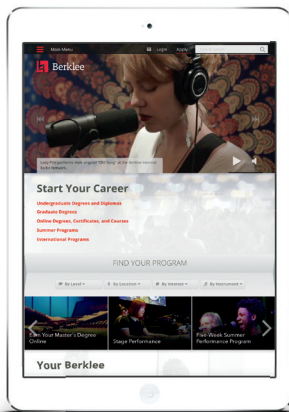 Main Menu
Login
Apply
Berklee
Start Your Career
Undergraduate Degrees and Diplomas
Graduate Degrees
Online Degrees, Certificates, and Courses
Summer Programs
International Programs
FIND YOUR PROGRAM
By Level
By Location
By Interest
By Instrument
Earn Your Master's Degree
Online
Stage Performance
Five-Week Summer
Performance Program
Your Berklee